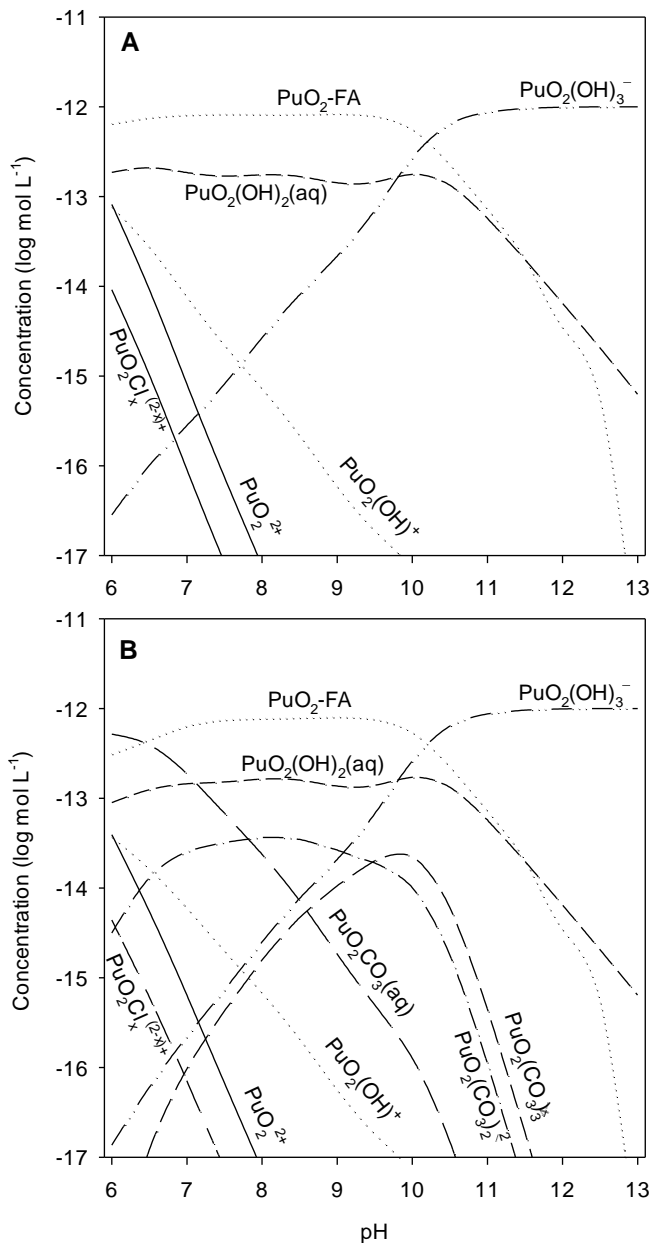 A
-11
-12
-13
-14
-15
-16
-17
Concentration (log mol L⁻¹)
PuO₂-FA
PuO₂(OH)₃⁻
PuO₂(OH)₂(aq)
PuO₂Clₓ⁽²⁻ˣ⁾⁺
PuO₂²⁺
PuO₂(OH)⁺
6 7 8 9 10 11 12 13
B
-11
-12
-13
-14
-15
-16
-17
Concentration (log mol L⁻¹)
PuO₂-FA
PuO₂(OH)₃⁻
PuO₂(OH)₂(aq)
PuO₂CO₃(aq)
PuO₂Clₓ⁽²⁻ˣ⁾⁺
PuO₂²⁺
PuO₂(OH)⁺
PuO₂(CO₃)₂
PuO₂(CO₃)₃
6 7 8 9 10 11 12 13
pH